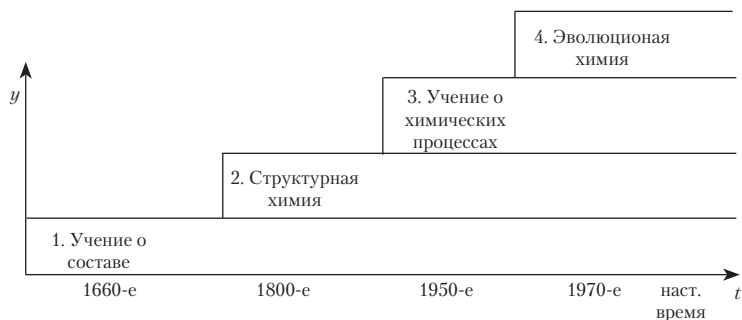 4. Эволюционая
химия
y
3. Учение о
химических
процессах
2. Структурная
химия
1. Учение о
составе
1660-е 1800-е 1950-е 1970-е наст. t
время